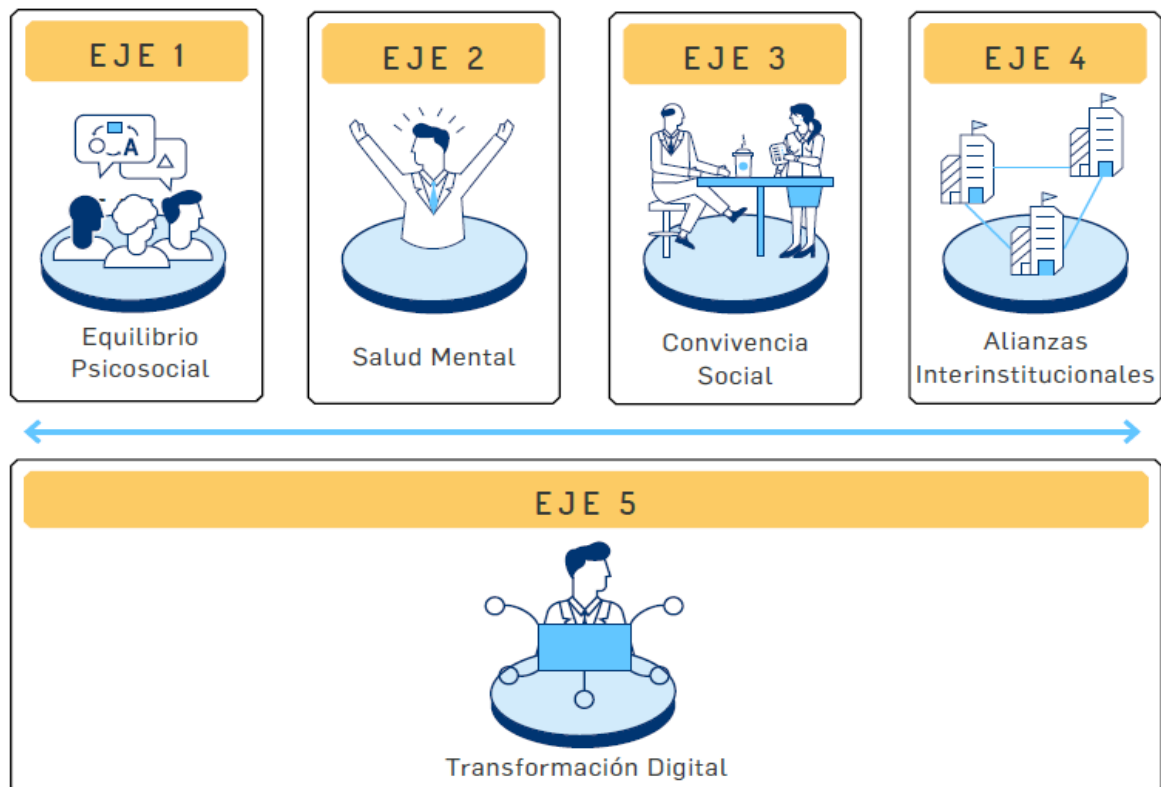 EJE 1
EJE 2
EJE 3
EJE 4
A
Equilibrio
Psicosocial
Salud Mental
Convivencia
Social
Alianzas
Interinstitucionales
EJE 5
Transformación Digital